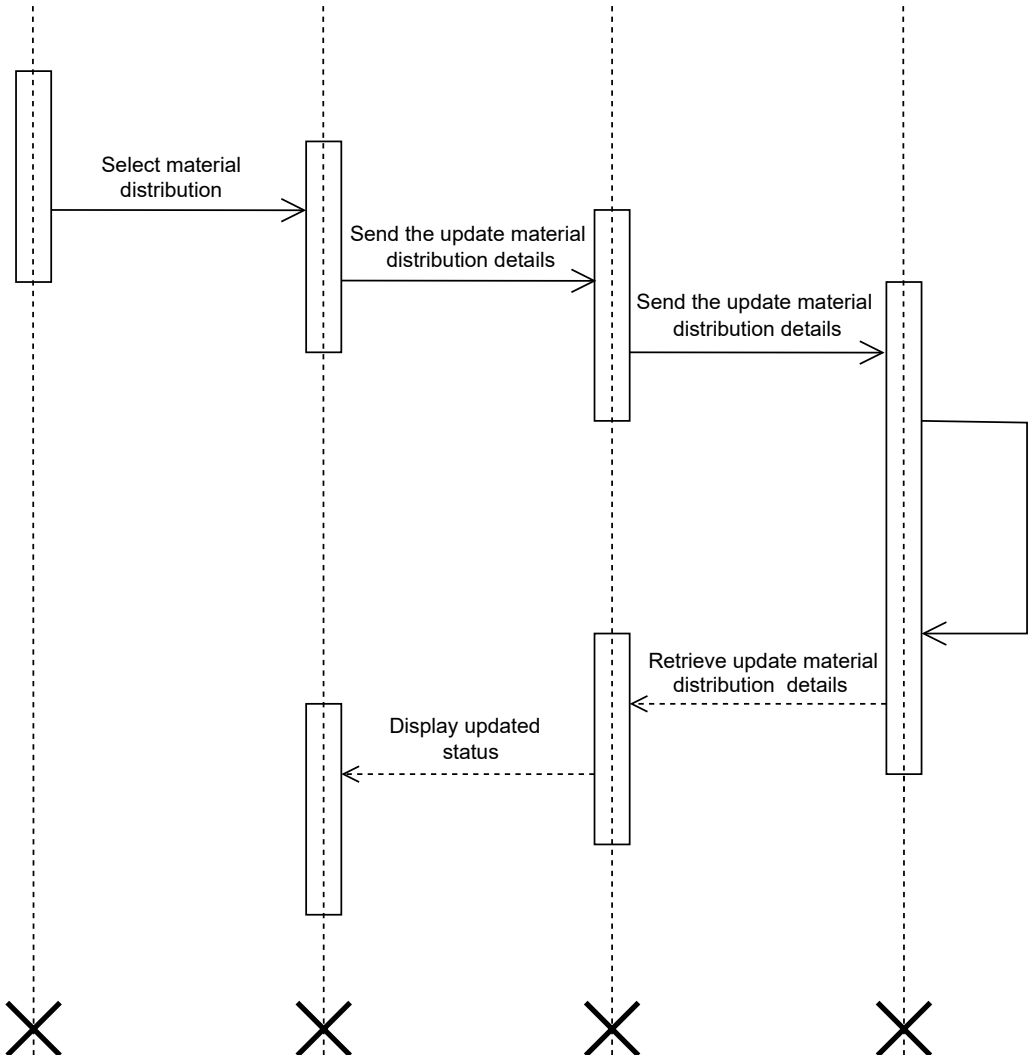 Select material
distribution
Send the update material
distribution details
Send the update material
distribution details
Retrieve update material
distribution  details
Display updated
status